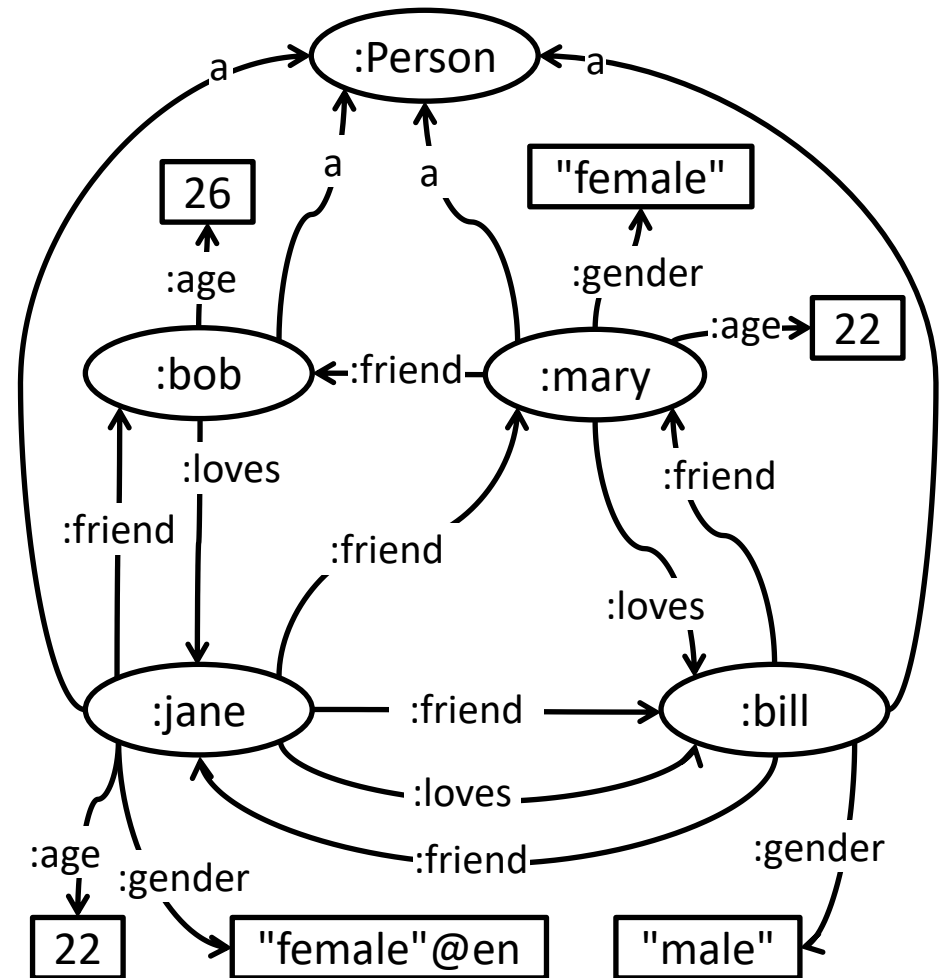 :Person
a
a
a
a
"female"
26
:gender
:age
:age
22
:bob
:friend
:mary
:loves
:friend
:friend
:friend
:loves
:jane
:friend
:bill
:loves
:age
:friend
:gender
:gender
22
"female"@en
"male"